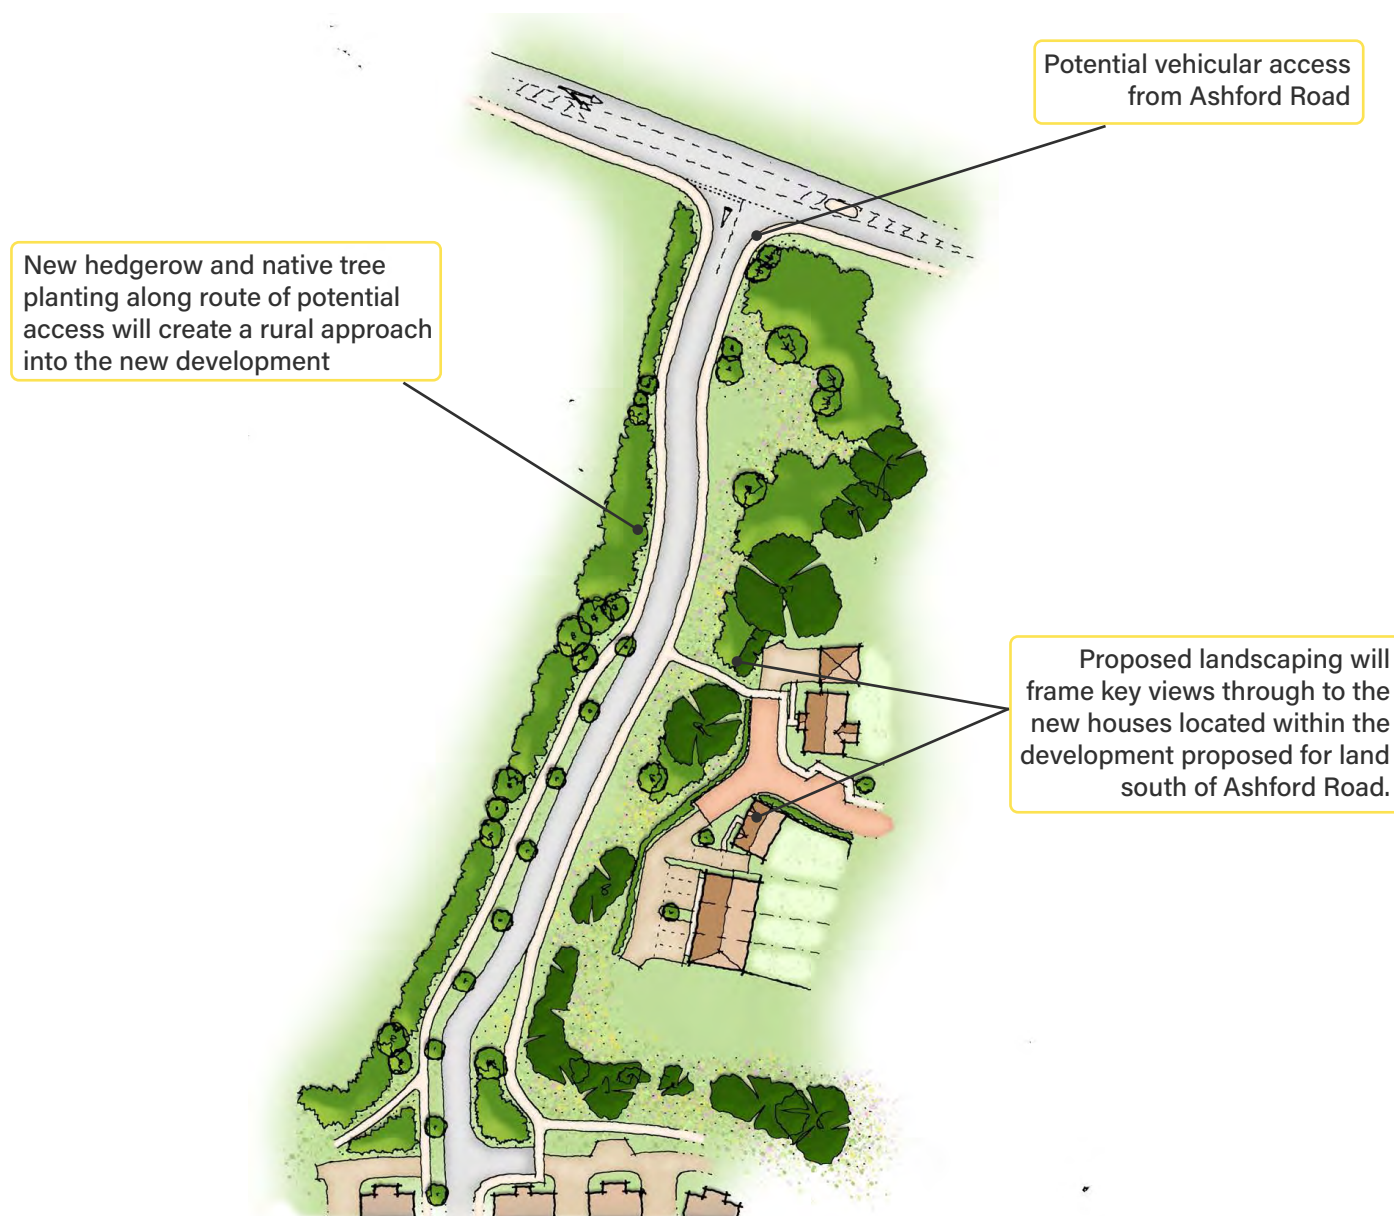 Potential vehicular access
from Ashford Road
New hedgerow and native tree
planting along route of potential
access will create a rural approach
into the new development
Proposed landscaping will
frame key views through to the
new houses located within the
development proposed for land
south of Ashford Road.